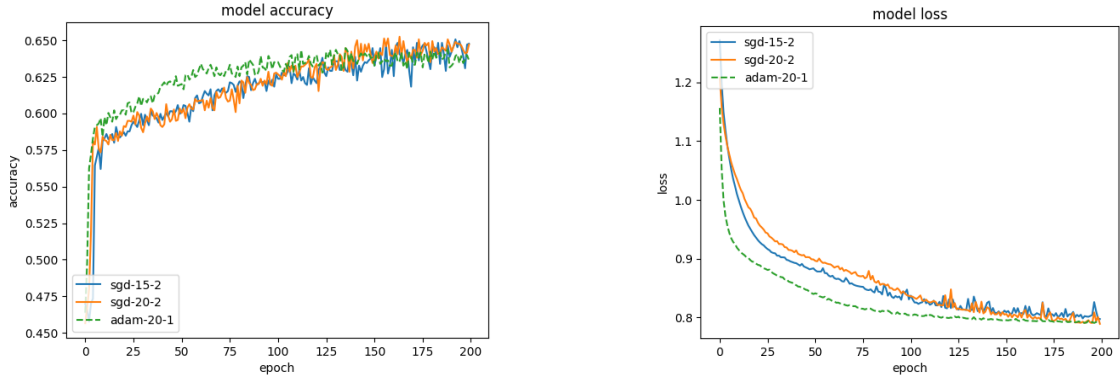 model accuracy
0.650
0.625
0.600
0.575
0.550
0.525
0.500
0.475
0.450
accuracy
sgd-15-2
sgd-20-2
adam-20-1
0 25 50 75 100 125 150 175 200
epoch
model loss
sgd-15-2
sgd-20-2
adam-20-1
1.2
1.1
1.0
0.9
0.8
loss
0 25 50 75 100 125 150 175 200
epoch